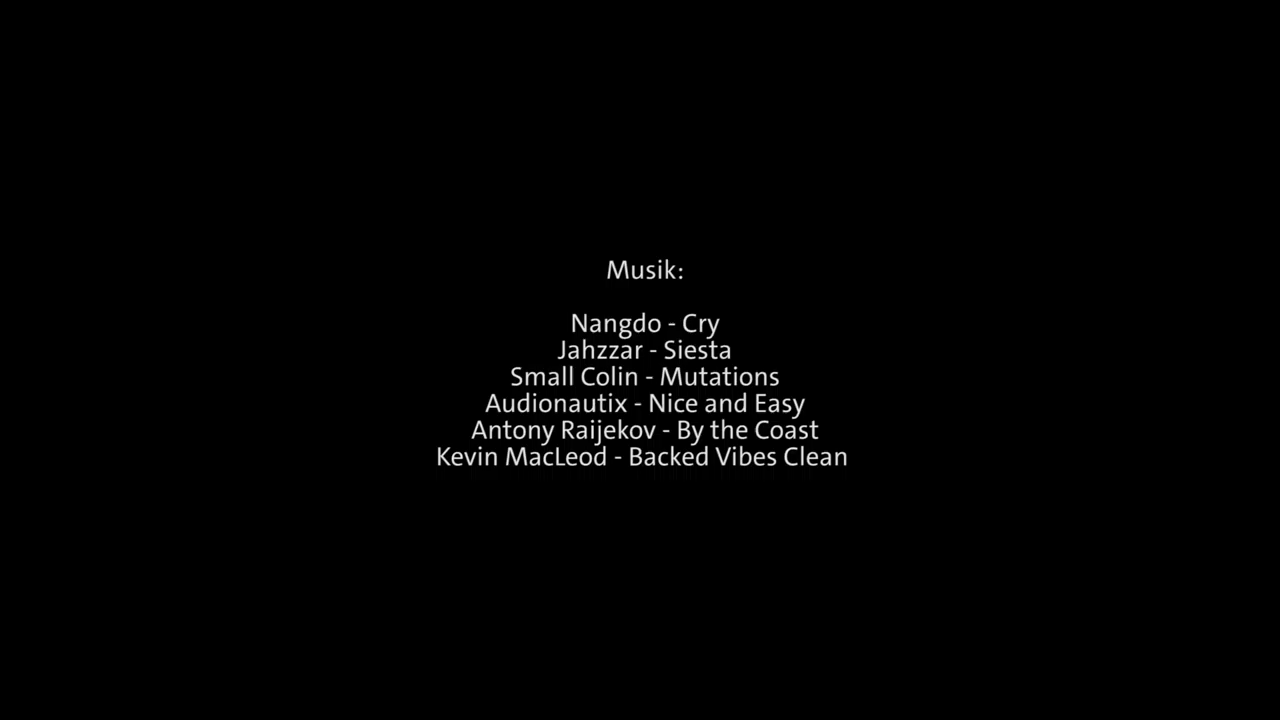 Musik:
Nangdo - Cry
Jahzzar - Siesta
Small Colin - Mutations
Audionautix - Nice and Easy
Antony Raijekov - By the Coast
Kevin MacLeod - Backed Vibes Clean